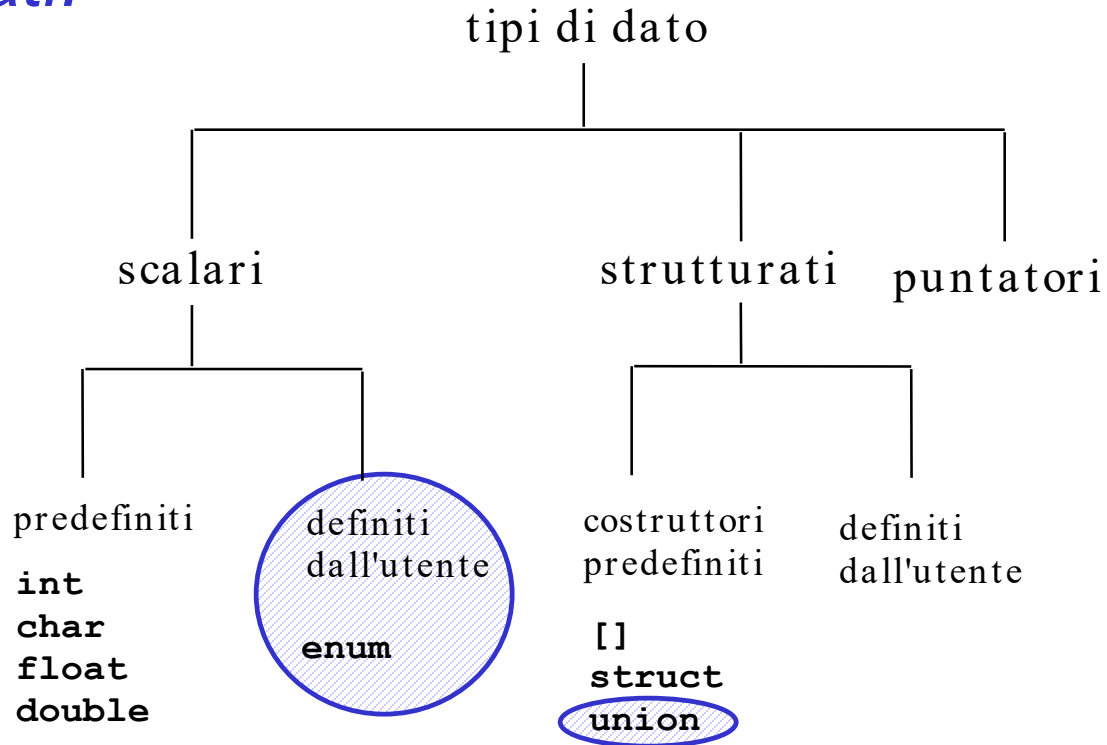 tipi di dato
scalari
strutturati
puntatori
predefiniti
int
char
float
double
definiti
dall'utente
enum
costruttori
predefiniti
[]
struct
union
definiti
dall'utente